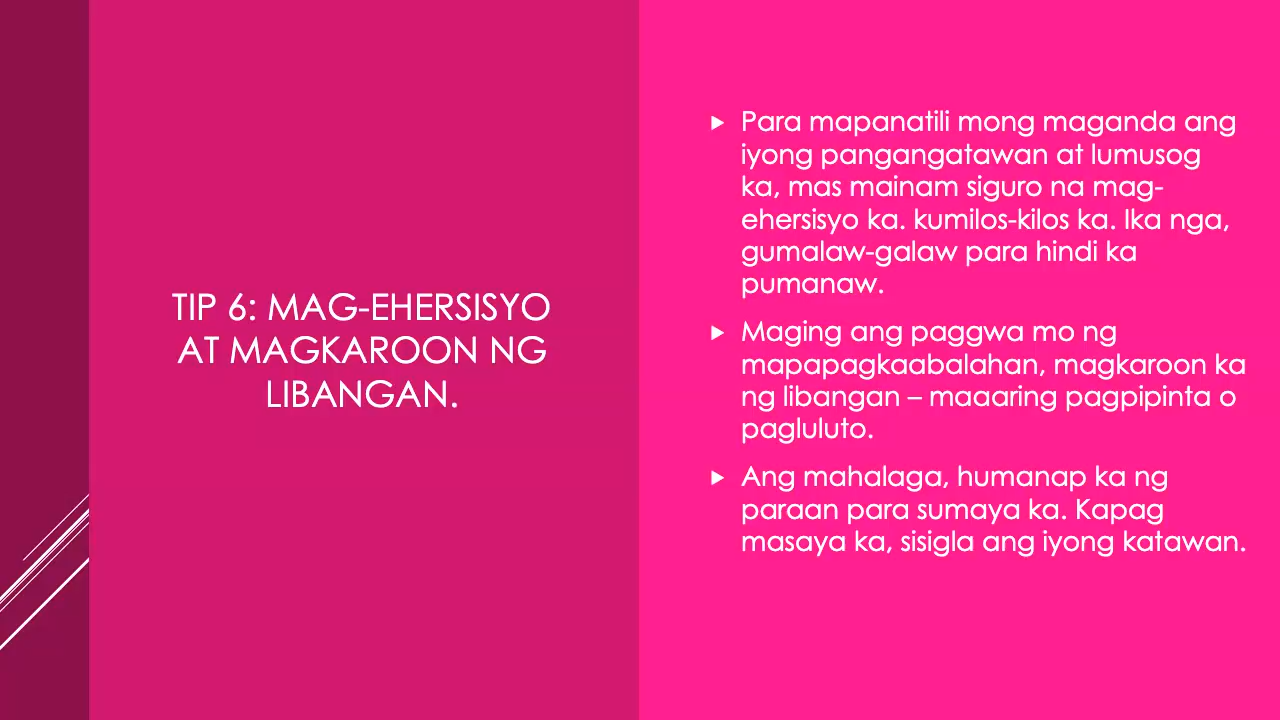 TIP 6: MAG-EHERSISYO
AT MAGKAROON NG
LIBANGAN.
Para mapanatili mong maganda ang
iyong pangangatawan at lumusog
ka, mas mainam siguro na mag-
ehersisyo ka. kumilos-kilos ka. Ika nga,
gumalaw-galaw para hindi ka
pumanaw.
Maging ang paggwa mo ng
mapapagkaabalahan, magkaroon ka
ng libangan – maaaring pagpipinta o
pagluluto.
Ang mahalaga, humanap ka ng
paraan para sumaya ka. Kapag
masaya ka, sisigla ang iyong katawan.